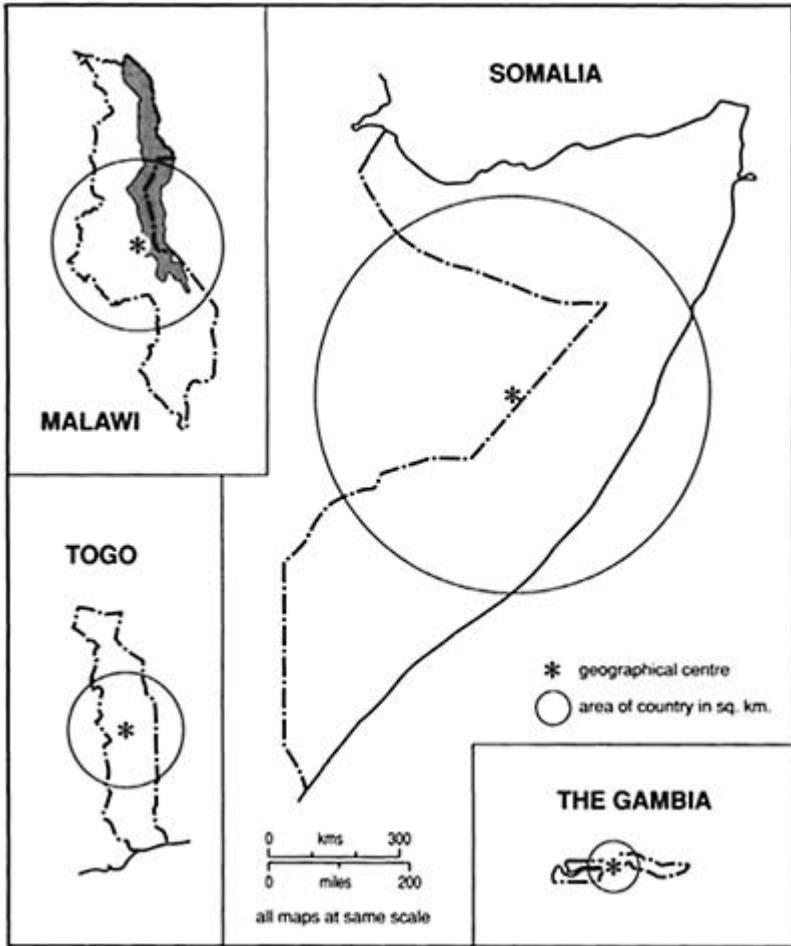 SOMALIA
MALAWI
TOGO
* geographical centre
area of country in sq. km.
THE GAMBIA
0 kms 300
0 miles 200
all maps at same scale